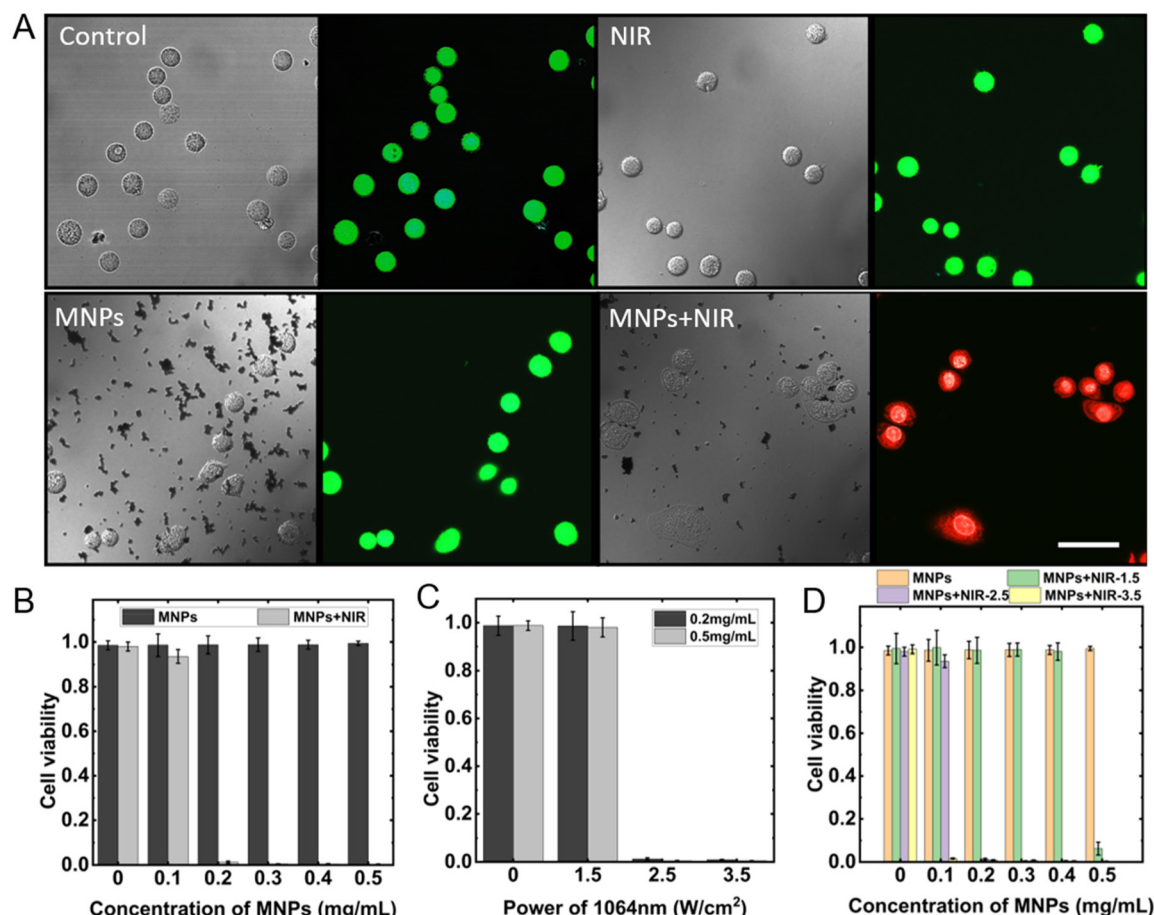 A
Control
NIR
MNPs
MNPs+NIR
B
MNPs
MNPs+NIR
Cell viability
1.0
0.8
0.6
0.4
0.2
0.0
0 0.1 0.2 0.3 0.4 0.5
Concentration of MNPs (mg/mL)
C
0.2mg/mL
0.5mg/mL
Cell viability
1.0
0.8
0.6
0.4
0.2
0.0
0 1.5 2.5 3.5
Power of 1064nm (W/cm²)
D
MNPs MNPs+NIR-1.5
MNPs+NIR-2.5 MNPs+NIR-3.5
Cell viability
1.0
0.8
0.6
0.4
0.2
0.0
0 0.1 0.2 0.3 0.4 0.5
Concentration of MNPs (mg/mL)